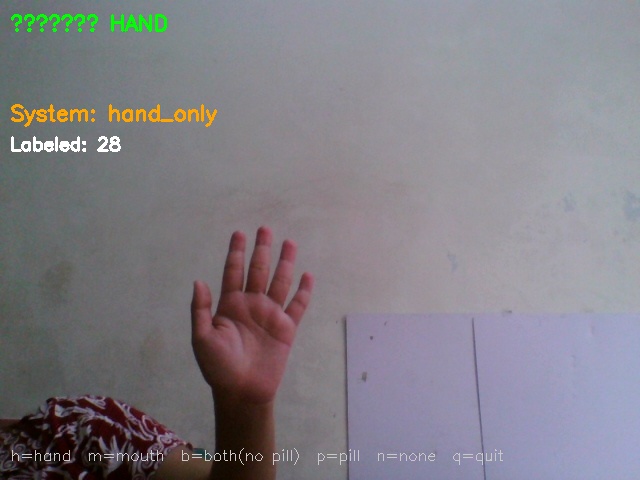 ??????? HAND
System: hand_only
Labeled: 28
h=hand m=mouth b=both(no pill) p=pill n=none q=quit